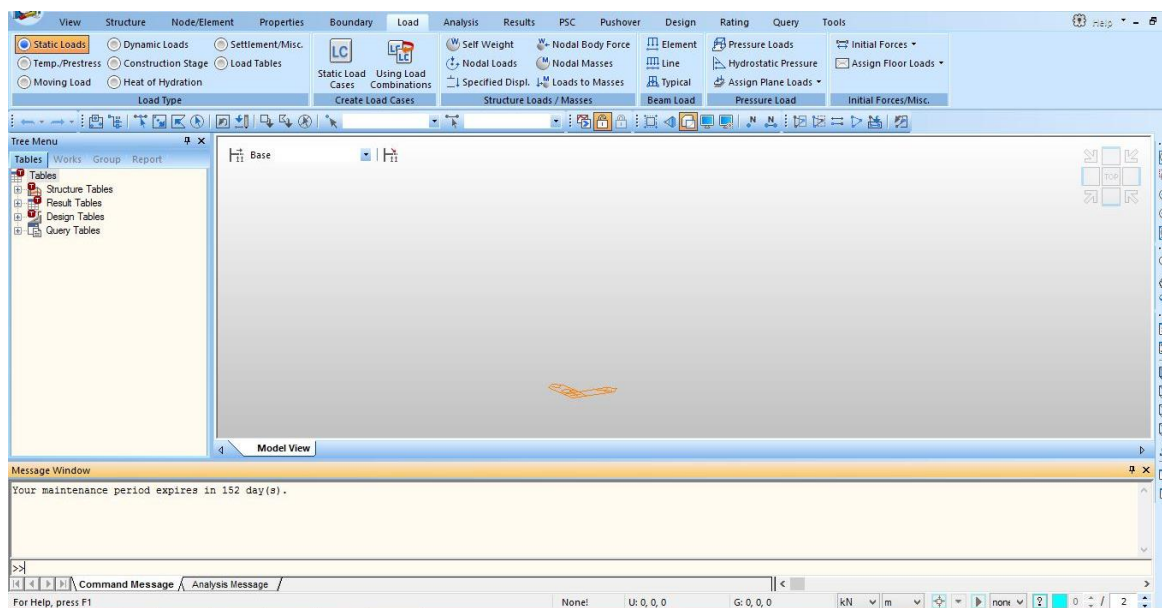 View Structure Node/Element Properties Boundary Load Analysis Results PSC Pushover Design Rating Query Tools Help
Static Loads Dynamic Loads Settlement/Misc. LC Self Weight Nodal Body Force Element Pressure Loads Initial Forces
Temp./Prestress Construction Stage Load Tables Static Load Cases Using Load Combinations Nodal Loads Nodal Masses Line Hydrostatic Pressure Assign Floor Loads
Moving Load Heat of Hydration Specified Displ. Loads to Masses Typical Assign Plane Loads
Load Type Create Load Cases Structure Loads / Masses Beam Load Pressure Load Initial Forces/Misc.
Tree Menu
Base
TOP
Tables Works Group Report
Tables
Structure Tables
Result Tables
Design Tables
Query Tables
Model View
Message Window
Your maintenance period expires in 152 day(s).
>>
Command Message Analysis Message
For Help, press F1 None! U: 0, 0, 0 G: 0, 0, 0 kN m none 0 / 2